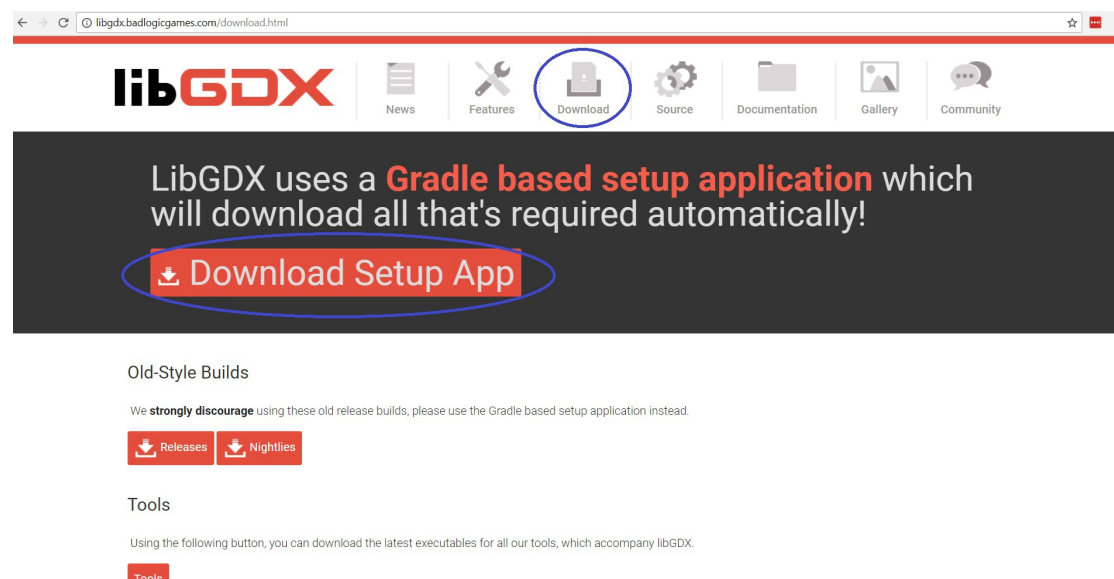 libgdx.badlogicgames.com/download.html
libGDX
News
Features
Download
Source
Documentation
Gallery
Community
LibGDX uses a Gradle based setup application which
will download all that's required automatically!
Download Setup App
Old-Style Builds
We strongly discourage using these old release builds, please use the Gradle based setup application instead.
Releases
Nightlies
Tools
Using the following button, you can download the latest executables for all our tools, which accompany libGDX.
Tools